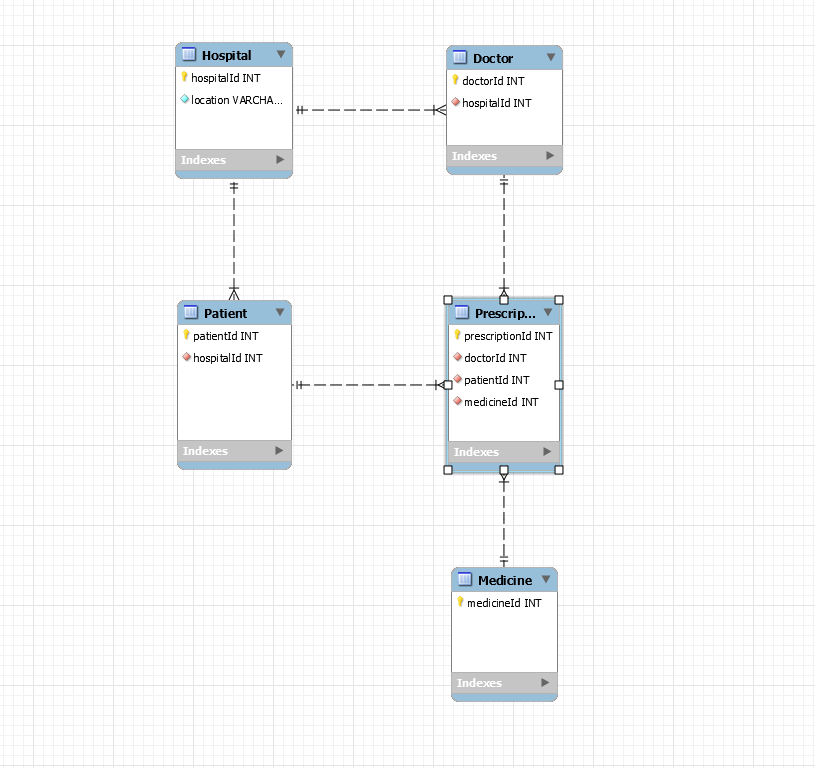 Hospital
hospitalId INT
location VARCHA...
Indexes
Doctor
doctorId INT
hospitalId INT
Indexes
Patient
patientId INT
hospitalId INT
Indexes
Prescrip...
prescriptionId INT
doctorId INT
patientId INT
medicineId INT
Indexes
Medicine
medicineId INT
Indexes